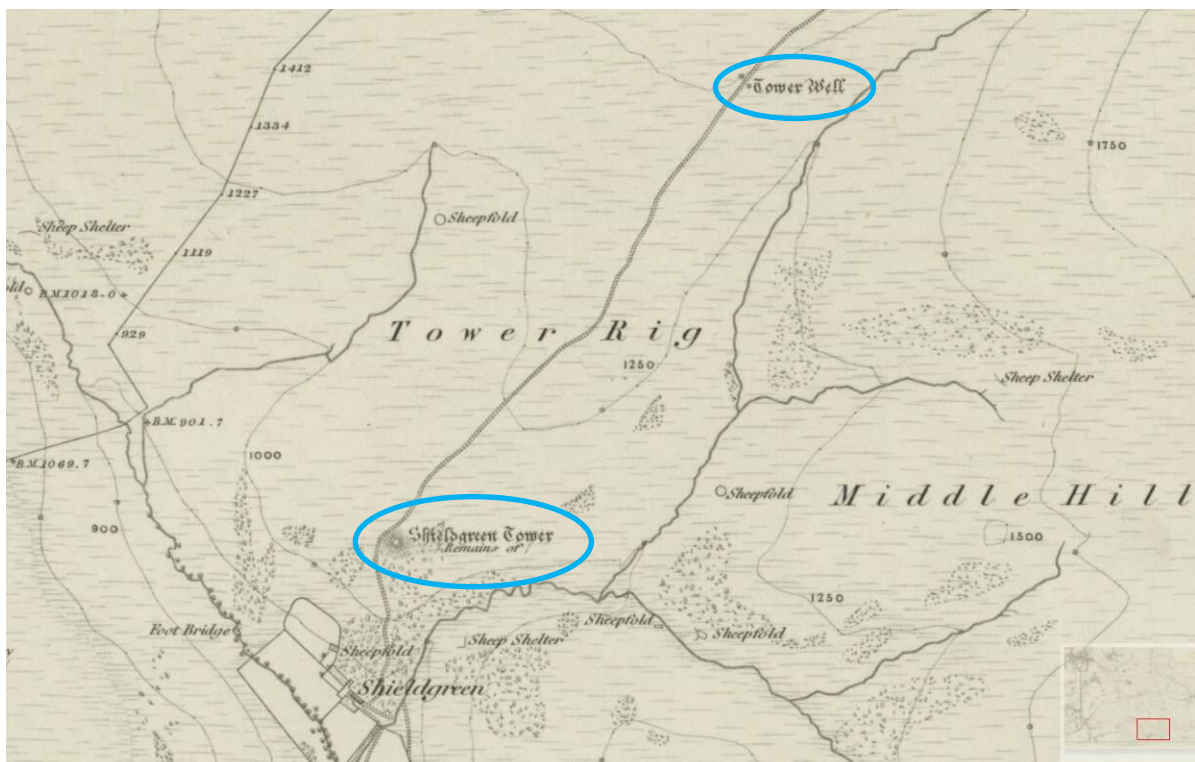 1412
Tower Well
1334
1750
1227
Sheepfold
Sheep Shelter
1119
B.M.1018.0
929
Tower Rig
1250
Sheep Shelter
B.M. 901.7
1000
B.M.1069.7
Sheepfold
Middle Hill
900
Shieldgreen Tower
Remains of
1500
1250
Foot Bridge
Sheepfold
Sheep Shelter
Sheepfold
Sheepfold
Shieldgreen